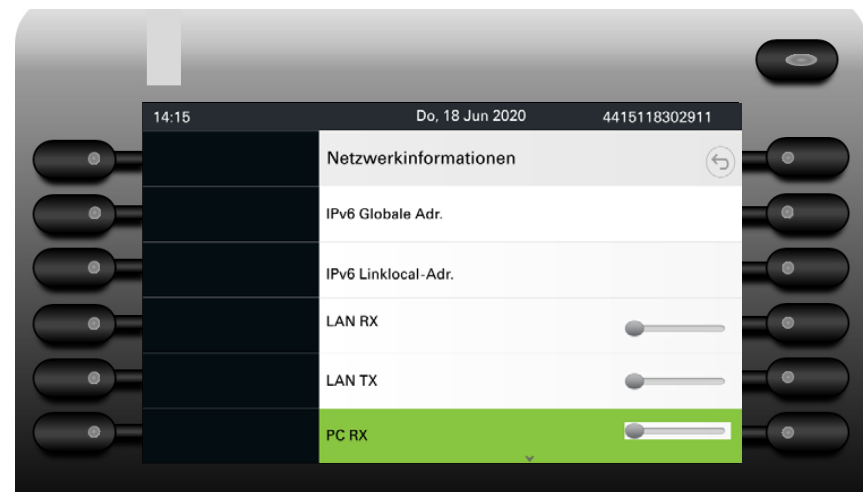 14:15 Do, 18 Jun 2020 4415118302911
Netzwerkinformationen
IPv6 Globale Adr.
IPv6 Linklocal-Adr.
LAN RX
LAN TX
PC RX